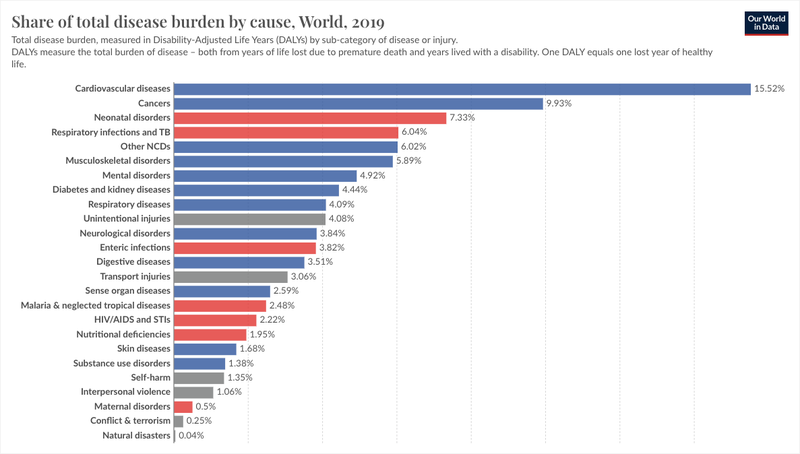 Share of total disease burden by cause, World, 2019
Our World
in Data
Total disease burden, measured in Disability-Adjusted Life Years (DALYs) by sub-category of disease or injury.
DALYs measure the total burden of disease – both from years of life lost due to premature death and years lived with a disability. One DALY equals one lost year of healthy
life.
Cardiovascular diseases 15.52%
Cancers 9.93%
Neonatal disorders 7.33%
Respiratory infections and TB 6.04%
Other NCDs 6.02%
Musculoskeletal disorders 5.89%
Mental disorders 4.92%
Diabetes and kidney diseases 4.44%
Respiratory diseases 4.09%
Unintentional injuries 4.08%
Neurological disorders 3.84%
Enteric infections 3.82%
Digestive diseases 3.51%
Transport injuries 3.06%
Sense organ diseases 2.59%
Malaria & neglected tropical diseases 2.48%
HIV/AIDS and STIs 2.22%
Nutritional deficiencies 1.95%
Skin diseases 1.68%
Substance use disorders 1.38%
Self-harm 1.35%
Interpersonal violence 1.06%
Maternal disorders 0.5%
Conflict & terrorism 0.25%
Natural disasters 0.04%